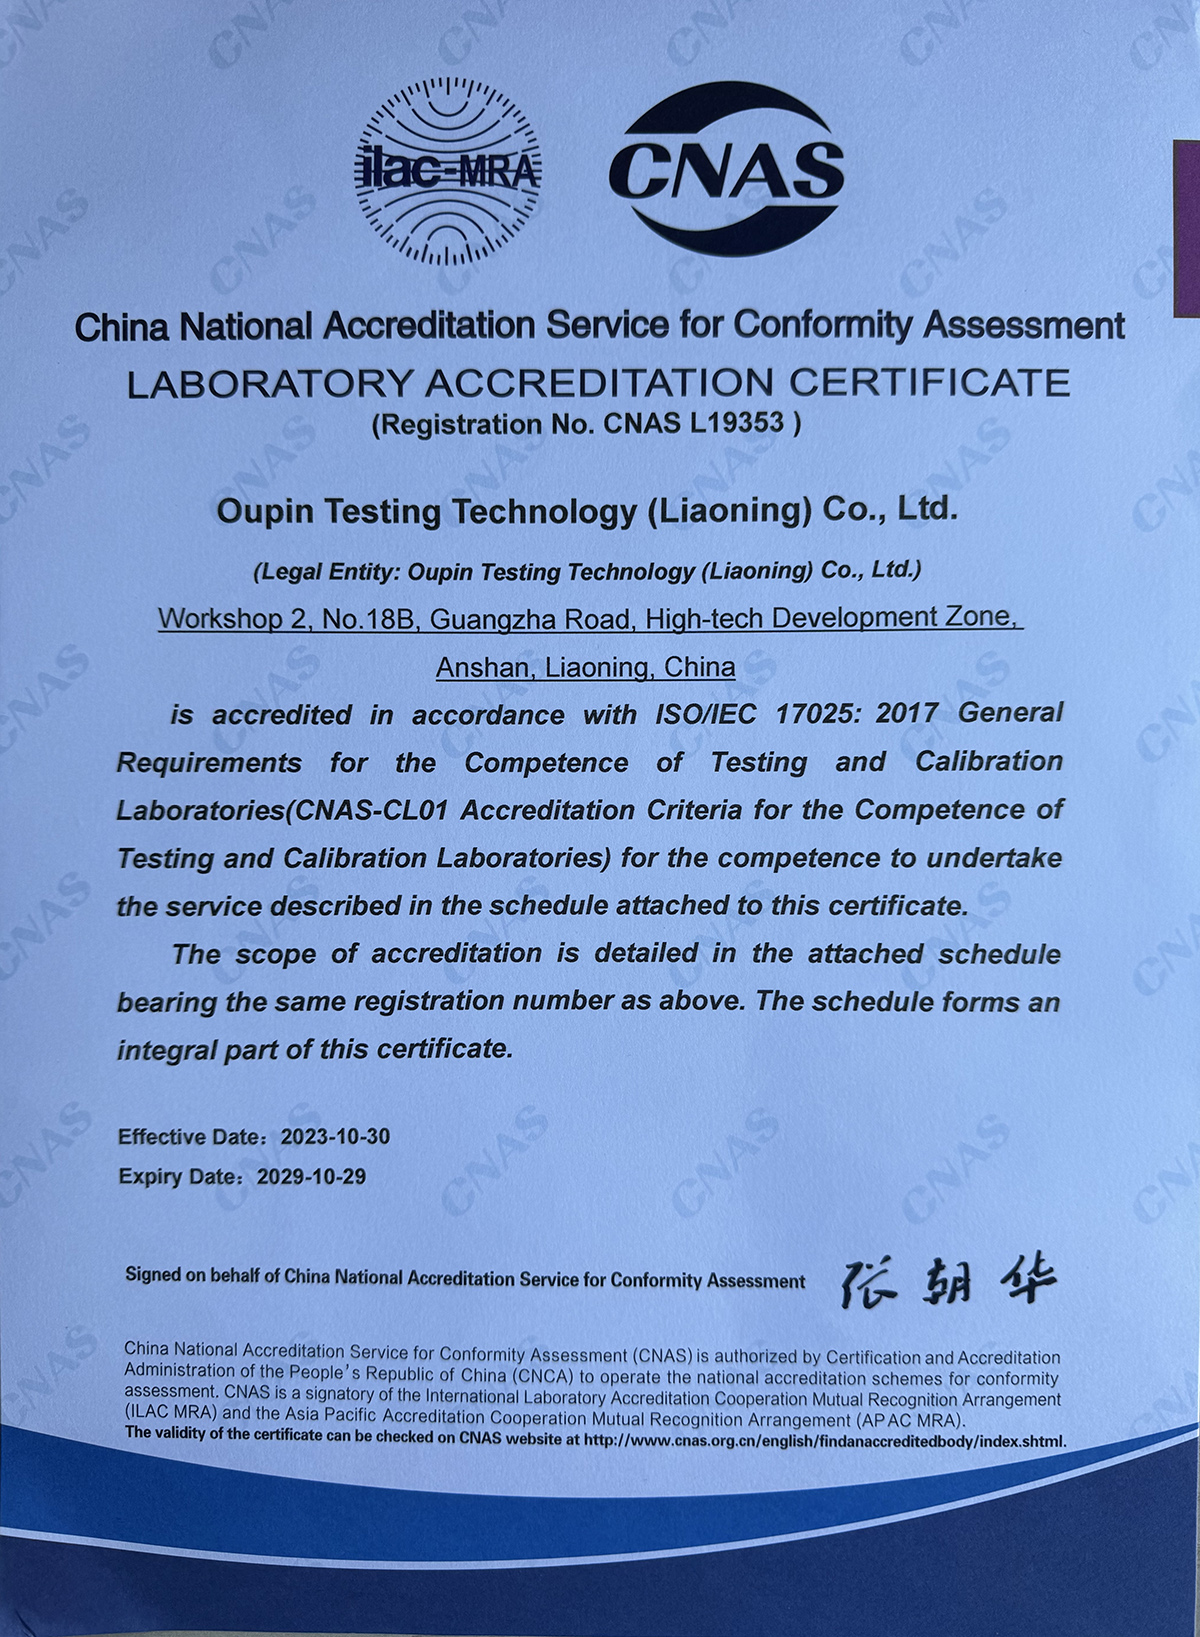 ilac-MRA
CNAS
China National Accreditation Service for Conformity Assessment
LABORATORY ACCREDITATION CERTIFICATE
(Registration No. CNAS L19353 )
Oupin Testing Technology (Liaoning) Co., Ltd.
(Legal Entity: Oupin Testing Technology (Liaoning) Co., Ltd.)
Workshop 2, No.18B, Guangzha Road, High-tech Development Zone,
Anshan, Liaoning, China
is accredited in accordance with ISO/IEC 17025: 2017 General
Requirements for the Competence of Testing and Calibration
Laboratories(CNAS-CL01 Accreditation Criteria for the Competence of
Testing and Calibration Laboratories) for the competence to undertake
the service described in the schedule attached to this certificate.
The scope of accreditation is detailed in the attached schedule
bearing the same registration number as above. The schedule forms an
integral part of this certificate.
Effective Date：2023-10-30
Expiry Date：2029-10-29
Signed on behalf of China National Accreditation Service for Conformity Assessment 张朝华
China National Accreditation Service for Conformity Assessment (CNAS) is authorized by Certification and Accreditation
Administration of the People's Republic of China (CNCA) to operate the national accreditation schemes for conformity
assessment. CNAS is a signatory of the International Laboratory Accreditation Cooperation Mutual Recognition Arrangement
(ILAC MRA) and the Asia Pacific Accreditation Cooperation Mutual Recognition Arrangement (APAC MRA).
The validity of the certificate can be checked on CNAS website at http://www.cnas.org.cn/english/findanaccreditedbody/index.shtml.